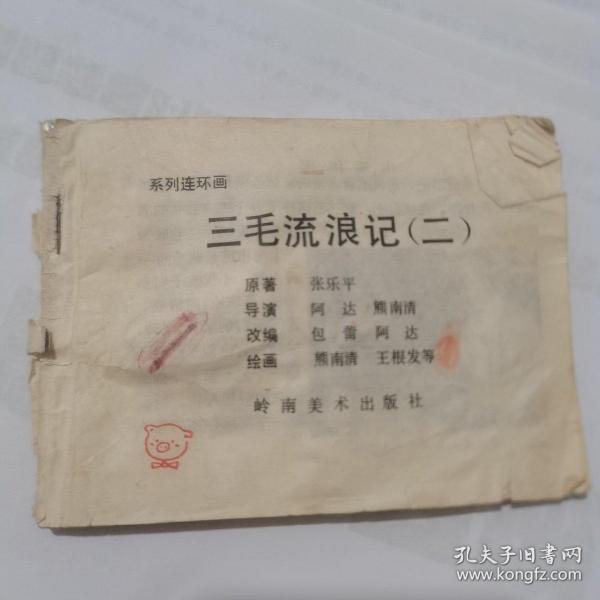 系列连环画
三毛流浪记(二)
原著 张乐平
导演 阿达 熊南清
改编 包蕾 阿达
绘画 熊南清 王根发等
岭南美术出版社
孔夫子旧书网
www.kongfz.com